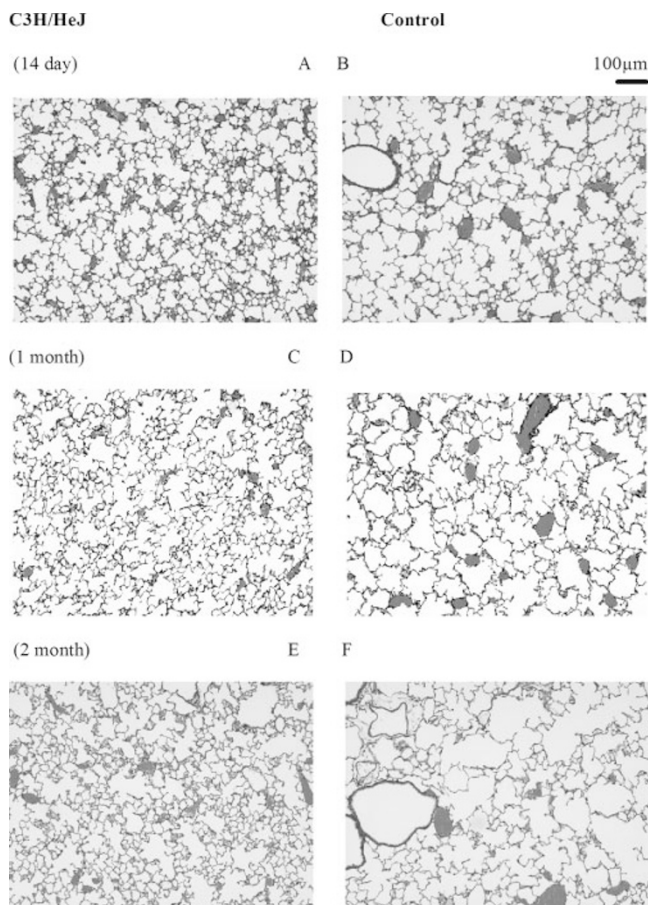 C3H/HeJ Control
(14 day) A B 100µm
(1 month) C D
(2 month) E F